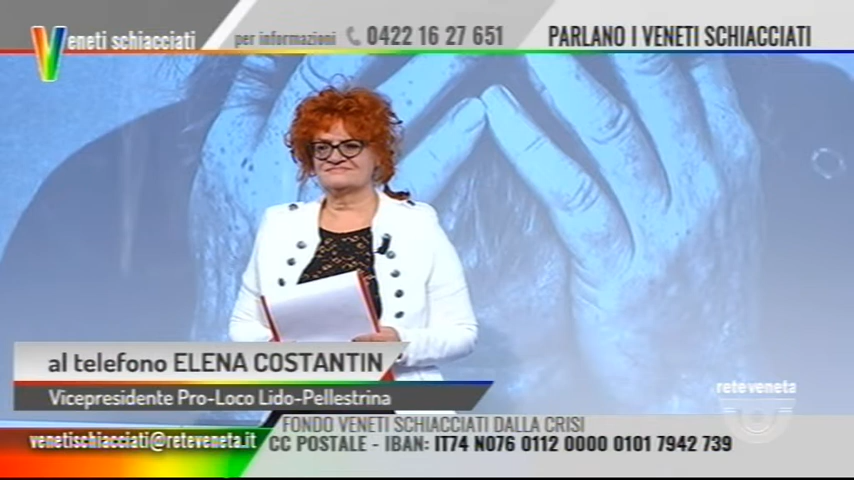 Veneti schiacciati
per informazioni 0422 16 27 651
PARLANO I VENETI SCHIACCIATI
al telefono ELENA COSTANTIN
Vicepresidente Pro-Loco Lido-Pellestrina
reteveneta
FONDO VENETI SCHIACCIATI DALLA CRISI
venetischiacciati@reteveneta.it
CC POSTALE - IBAN: IT74 N076 0112 0000 0101 7942 739